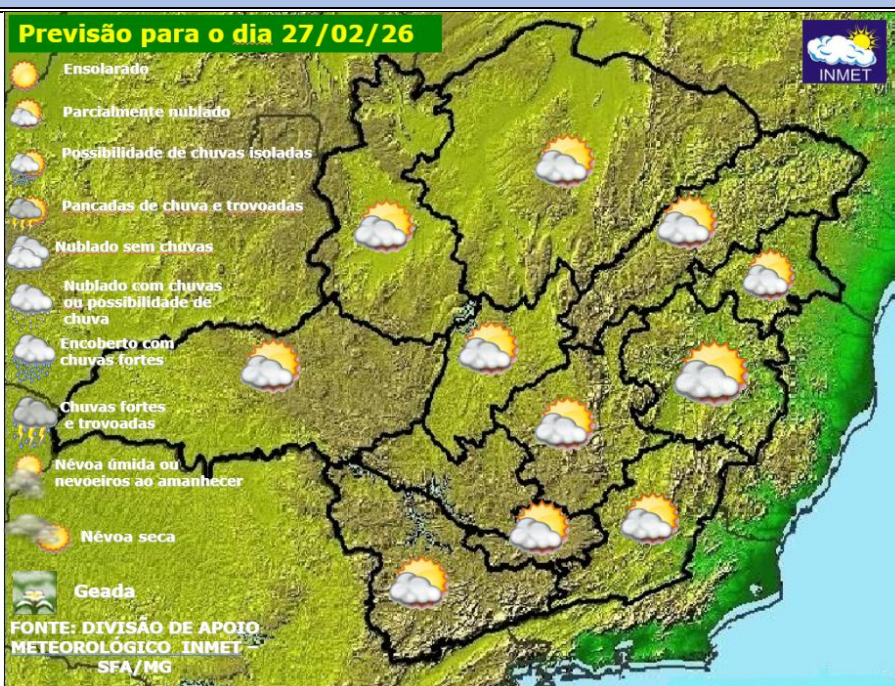 Previsão para o dia 27/02/26
INMET
Ensolarado
Parcialmente nublado
Possibilidade de chuvas isoladas
Pancadas de chuva e trovoadas
Nublado sem chuvas
Nublado com chuvas
ou possibilidade de
chuva
Encoberto com
chuvas fortes
Chuvas fortes
e trovoadas
Névoa úmida ou
nevoeiros ao amanhecer
Névoa seca
Geada
FONTE: DIVISÃO DE APOIO
METEOROLÓGICO INMET –
SFA/MG